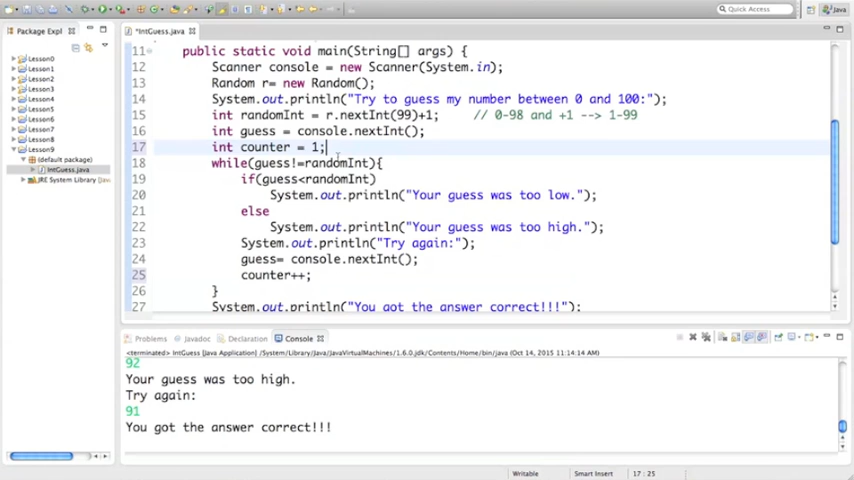 Quick Access
Java
Package Expl
*IntGuess.java
Lesson0
Lesson1
Lesson2
Lesson3
Lesson4
Lesson5
Lesson6
Lesson7
Lesson8
Lesson9
(default package)
IntGuess.java
JRE System Library [Java
11 public static void main(String[] args) {
12 Scanner console = new Scanner(System.in);
13 Random r= new Random();
14 System.out.println("Try to guess my number between 0 and 100:");
15 int randomInt = r.nextInt(99)+1; // 0-98 and +1 --> 1-99
16 int guess = console.nextInt();
17 int counter = 1;
18 while(guess!=randomInt){
19 if(guess<randomInt)
20 System.out.println("Your guess was too low.");
21 else
22 System.out.println("Your guess was too high.");
23 System.out.println("Try again:");
24 guess= console.nextInt();
25 counter++;
26 }
27 System.out.println("You got the answer correct!!!");
Problems Javadoc Declaration Console
<terminated> IntGuess [Java Application] /System/Library/Java/JavaVirtualMachines/1.6.0.jdk/Contents/Home/bin/java (Oct 14, 2015 11:14:14 AM)
92
Your guess was too high.
Try again:
91
You got the answer correct!!!
Writable Smart Insert 17 : 25